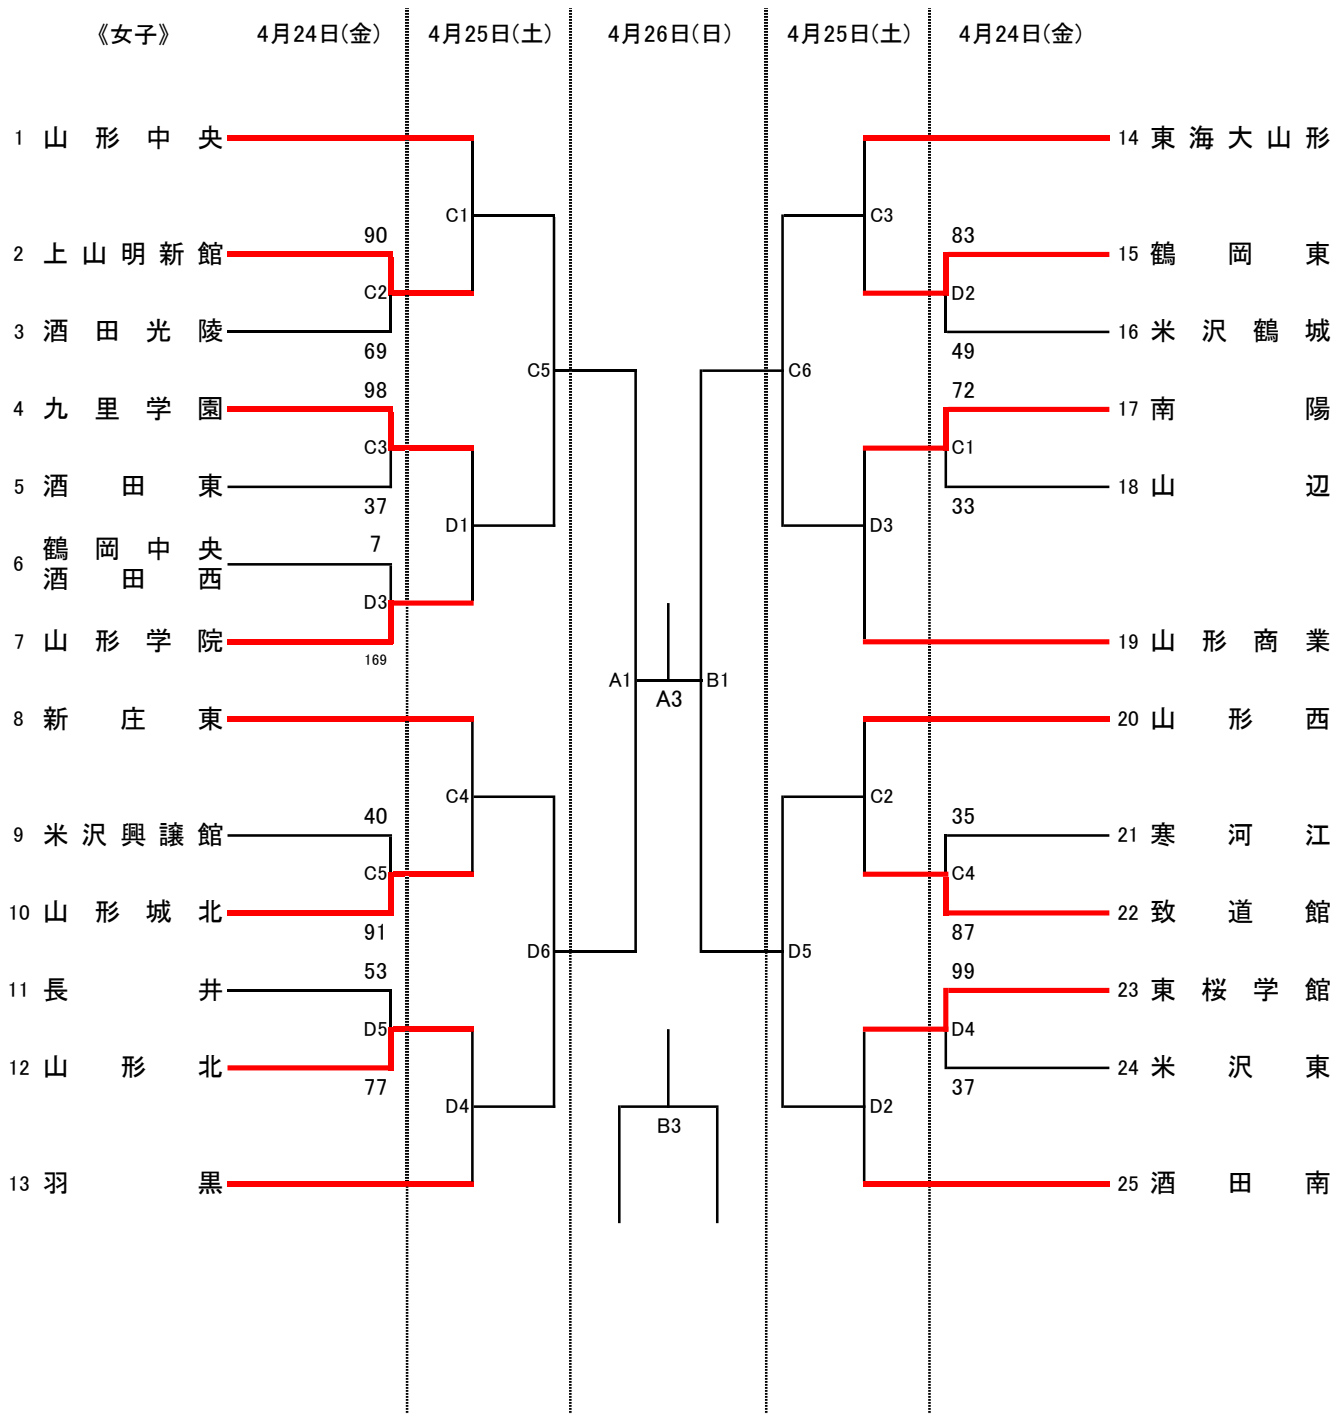 《女子》 4月24日(金) 4月25日(土) 4月26日(日) 4月25日(土) 4月24日(金)
1 山形中央
C1
90
2 上山明新館
C2
3 酒田光陵
69
C5
98
4 九里学園
C3
5 酒田東
37
D1
7
6 鶴岡中央
酒田西
D3
7 山形学院
169
A1
8 新庄東
C4
40
9 米沢興譲館
C5
10 山形城北
91
D6
53
11 長井
D5
12 山形北
77
D4
13 羽黒
A3
B3
14 東海大山形
C3
83
15 鶴岡東
D2
16 米沢鶴城
49
C6
72
17 南陽
C1
18 山辺
33
D3
19 山形商業
B1
20 山形西
C2
35
21 寒河江
C4
22 致道館
87
D5
99
23 東桜学館
D4
24 米沢東
37
D2
25 酒田南